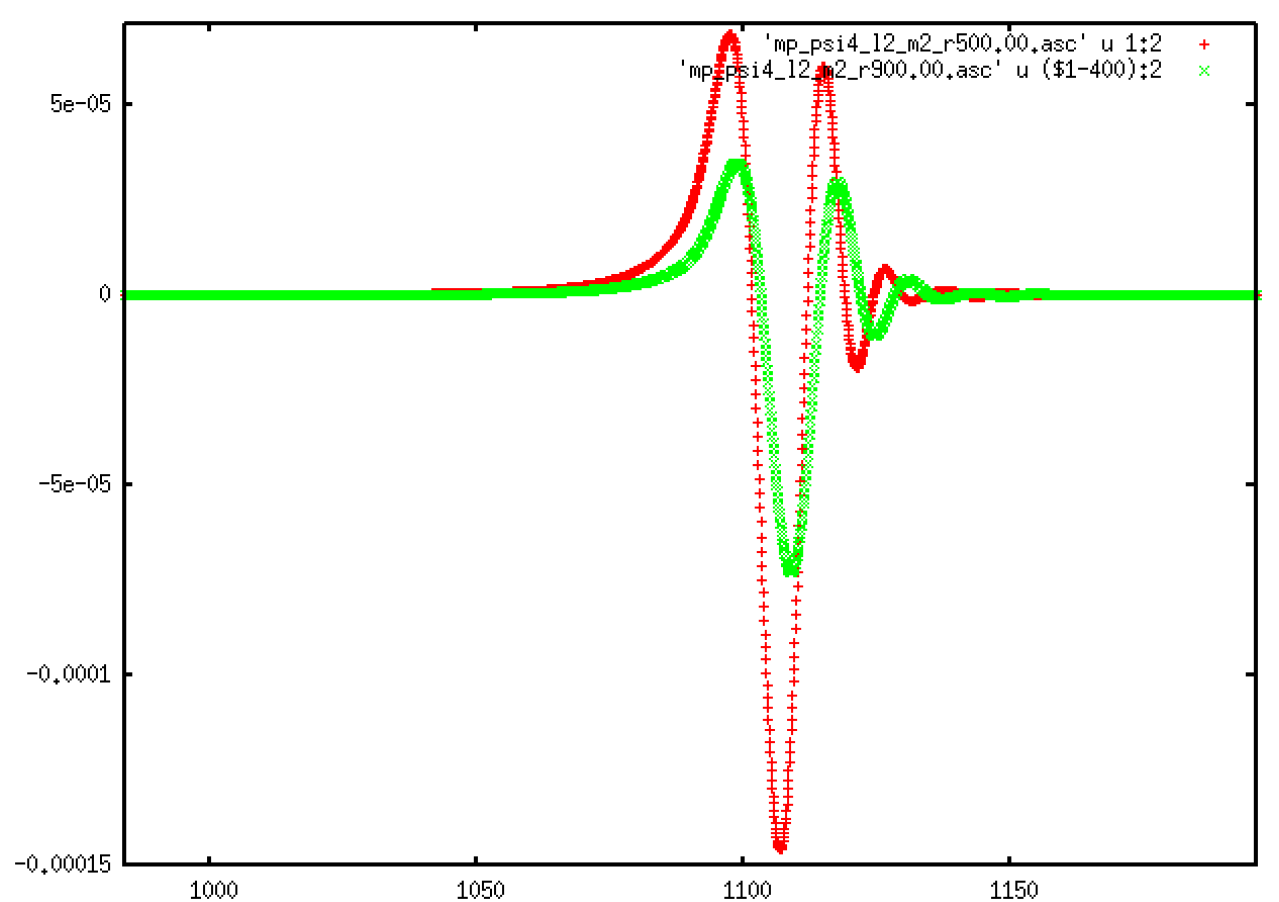 'mp_psi4_l2_m2_r500.00.asc' u 1:2
'mp_psi4_l2_m2_r900.00.asc' u ($1-400):2
5e-05
0
-5e-05
-0.0001
-0.00015
1000 1050 1100 1150